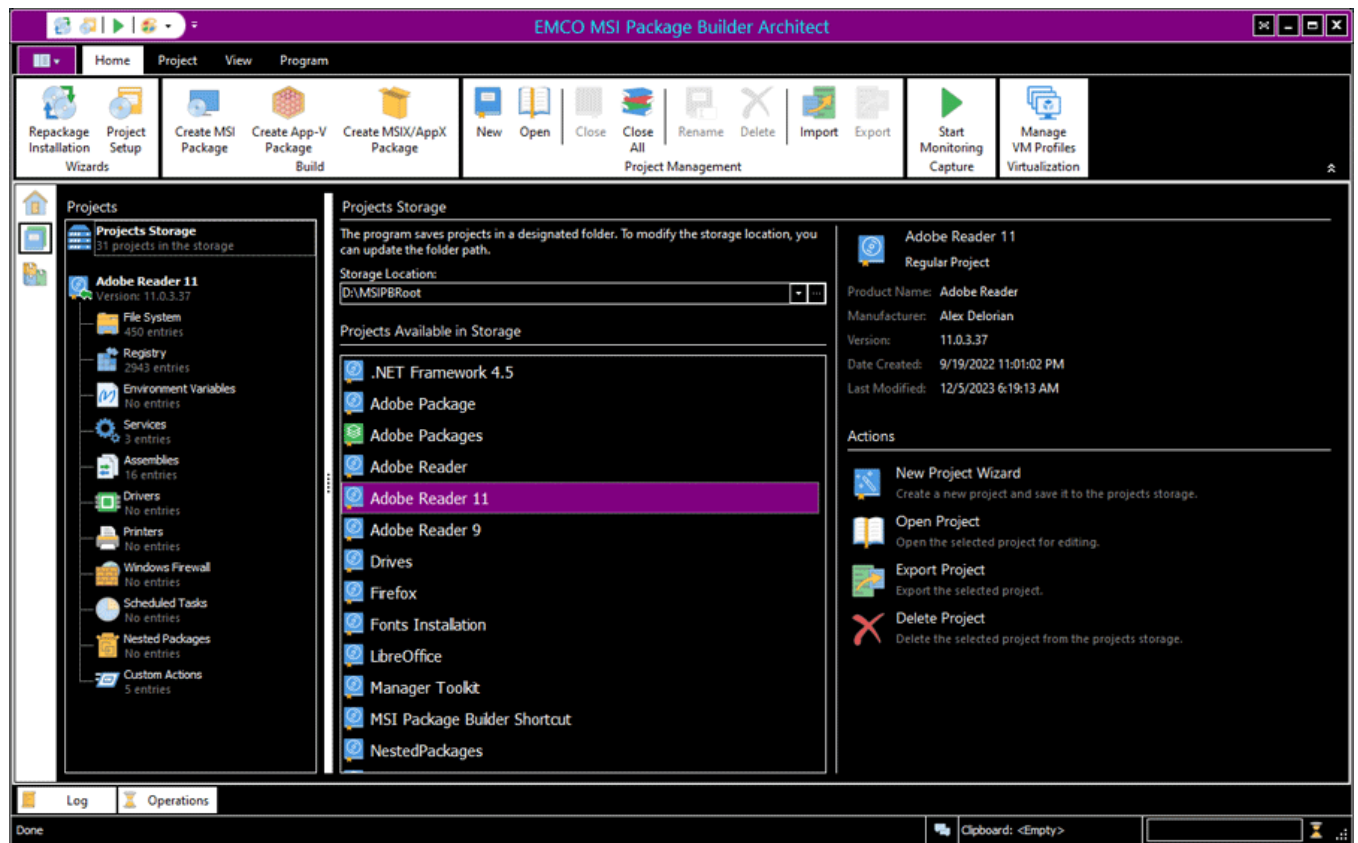 EMCO MSI Package Builder Architect
Home Project View Program
Repackage Installation
Project Setup
Wizards
Create MSI Package
Create App-V Package
Create MSIX/AppX Package
Build
New
Open
Close
Close All
Rename
Delete
Import
Export
Project Management
Start Monitoring
Capture
Manage VM Profiles
Virtualization
Projects
Projects Storage
31 projects in the storage
Adobe Reader 11
Version: 11.0.3.37
File System
450 entries
Registry
2943 entries
Environment Variables
No entries
Services
3 entries
Assemblies
16 entries
Drivers
No entries
Printers
No entries
Windows Firewall
No entries
Scheduled Tasks
No entries
Nested Packages
No entries
Custom Actions
5 entries
Projects Storage
The program saves projects in a designated folder. To modify the storage location, you
can update the folder path.
Storage Location:
D:\MSIPBRoot
Projects Available in Storage
.NET Framework 4.5
Adobe Package
Adobe Packages
Adobe Reader
Adobe Reader 11
Adobe Reader 9
Drives
Firefox
Fonts Installation
LibreOffice
Manager Toolkit
MSI Package Builder Shortcut
NestedPackages
Adobe Reader 11
Regular Project
Product Name: Adobe Reader
Manufacturer: Alex Delorian
Version: 11.0.3.37
Date Created: 9/19/2022 11:01:02 PM
Last Modified: 12/5/2023 6:19:13 AM
Actions
New Project Wizard
Create a new project and save it to the projects storage.
Open Project
Open the selected project for editing.
Export Project
Export the selected project.
Delete Project
Delete the selected project from the projects storage.
Log
Operations
Done
Clipboard: <Empty>